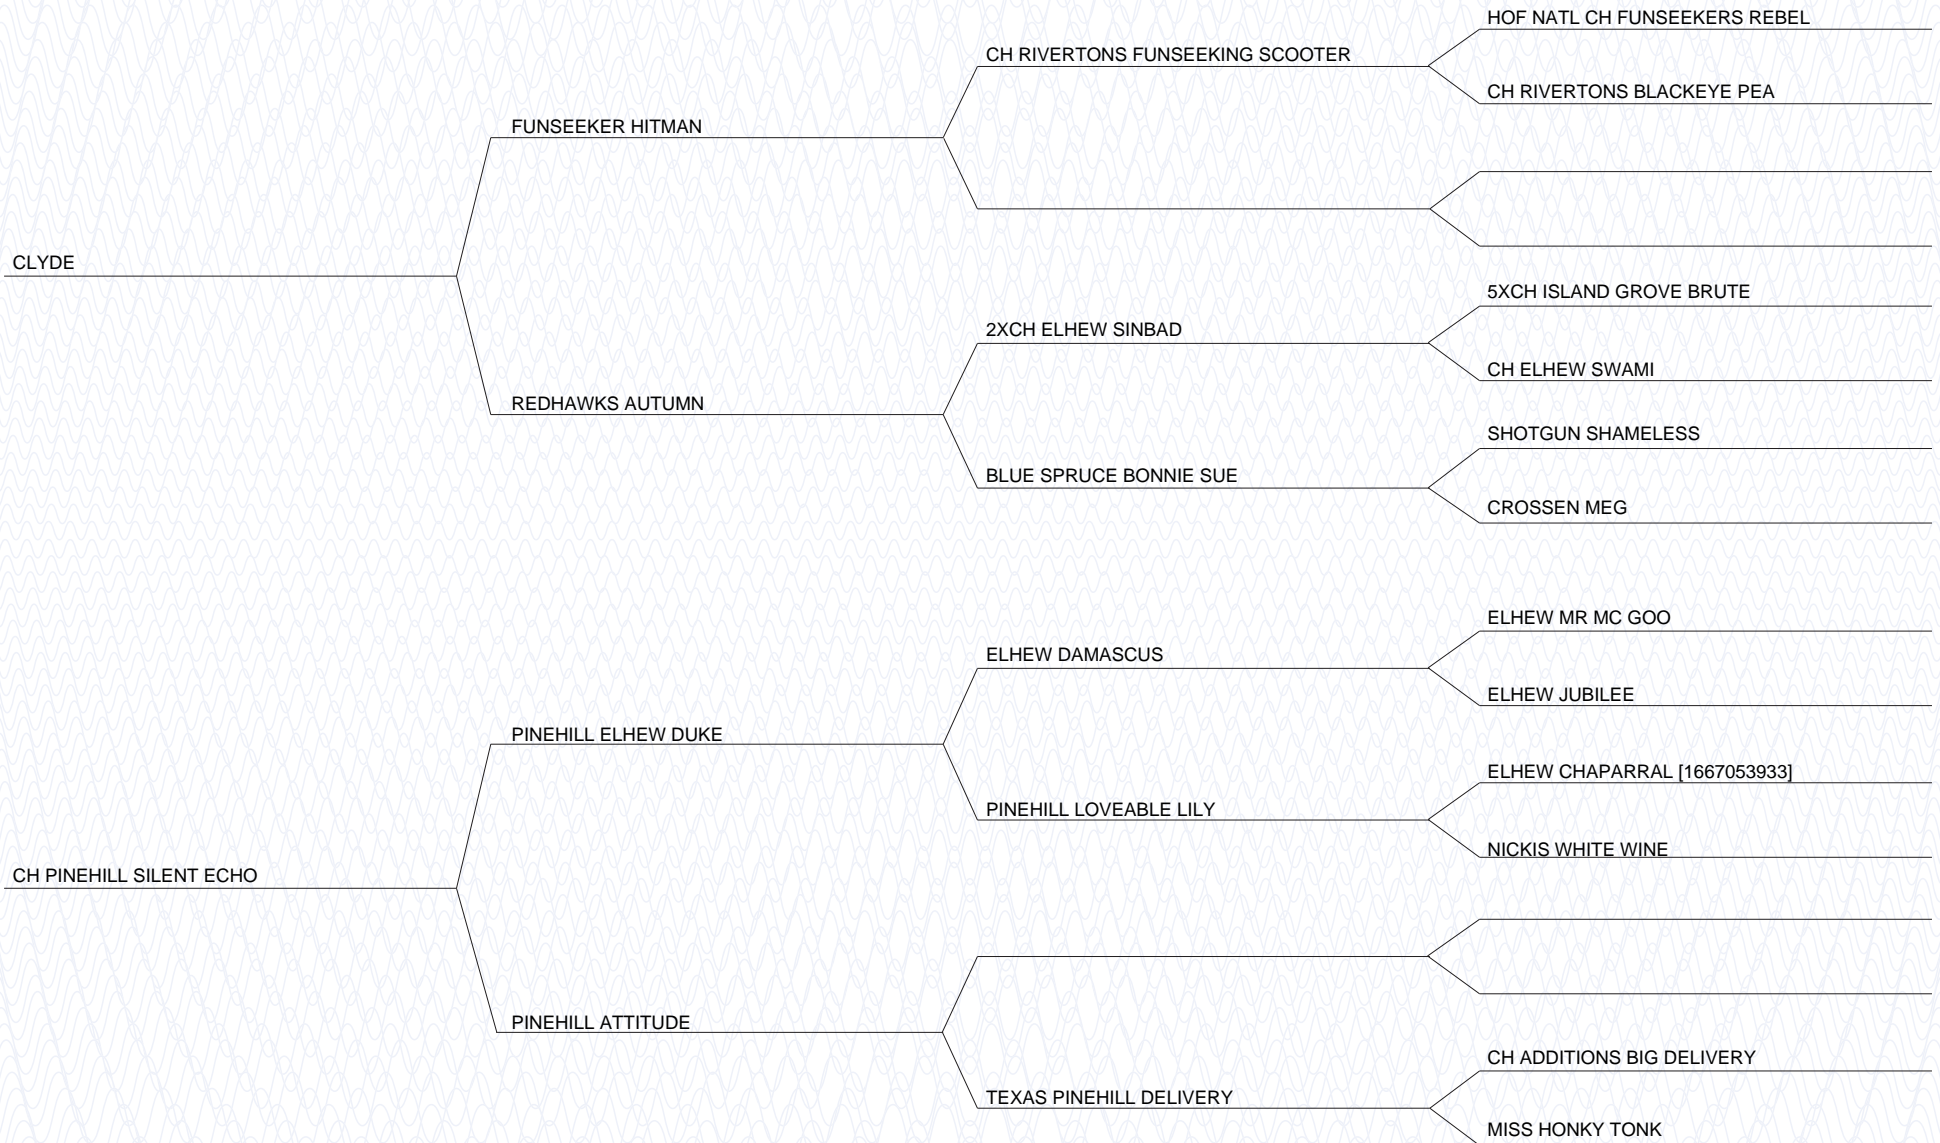 HOF NATL CH FUNSEEKERS REBEL
CH RIVERTONS FUNSEEKING SCOOTER
CH RIVERTONS BLACKEYE PEA
FUNSEEKER HITMAN
CLYDE
5XCH ISLAND GROVE BRUTE
2XCH ELHEW SINBAD
CH ELHEW SWAMI
REDHAWKS AUTUMN
SHOTGUN SHAMELESS
BLUE SPRUCE BONNIE SUE
CROSSEN MEG
ELHEW MR MC GOO
ELHEW DAMASCUS
ELHEW JUBILEE
PINEHILL ELHEW DUKE
ELHEW CHAPARRAL [1667053933]
PINEHILL LOVEABLE LILY
NICKIS WHITE WINE
CH PINEHILL SILENT ECHO
PINEHILL ATTITUDE
CH ADDITIONS BIG DELIVERY
TEXAS PINEHILL DELIVERY
MISS HONKY TONK